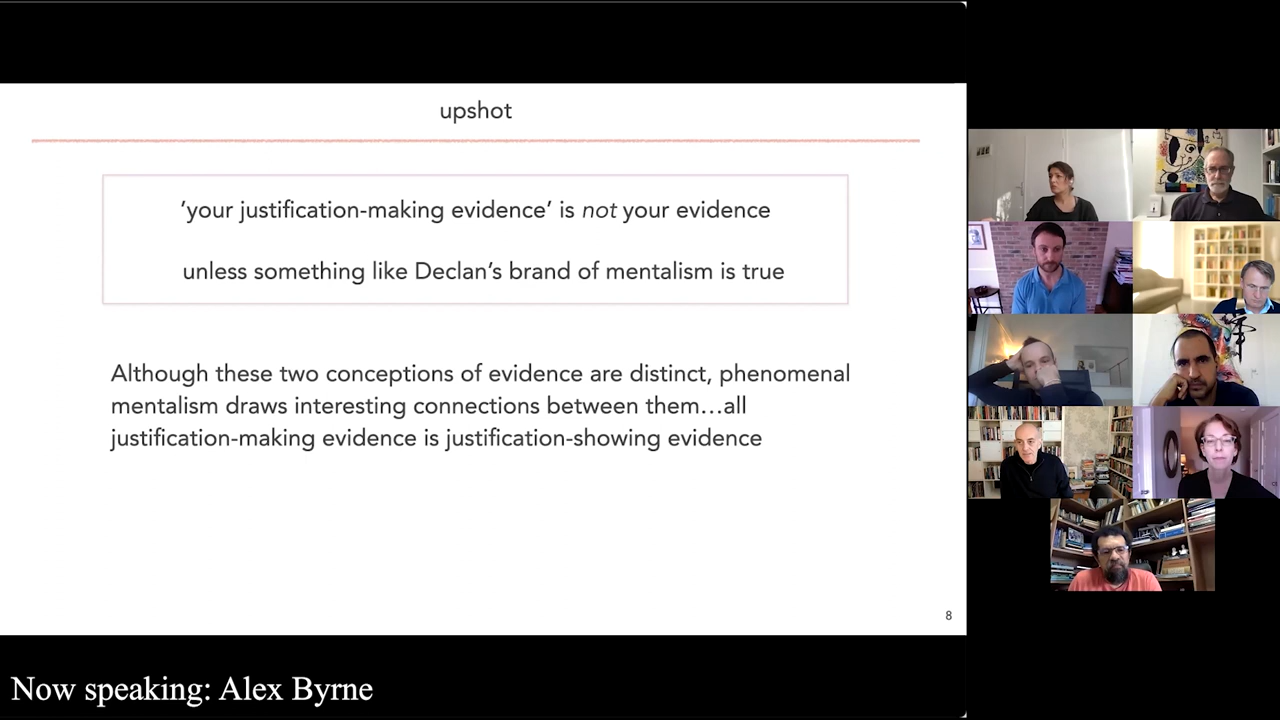 upshot
’your justification-making evidence’ is not your evidence
unless something like Declan’s brand of mentalism is true
Although these two conceptions of evidence are distinct, phenomenal
mentalism draws interesting connections between them…all
justification-making evidence is justification-showing evidence
8
Now speaking: Alex Byrne